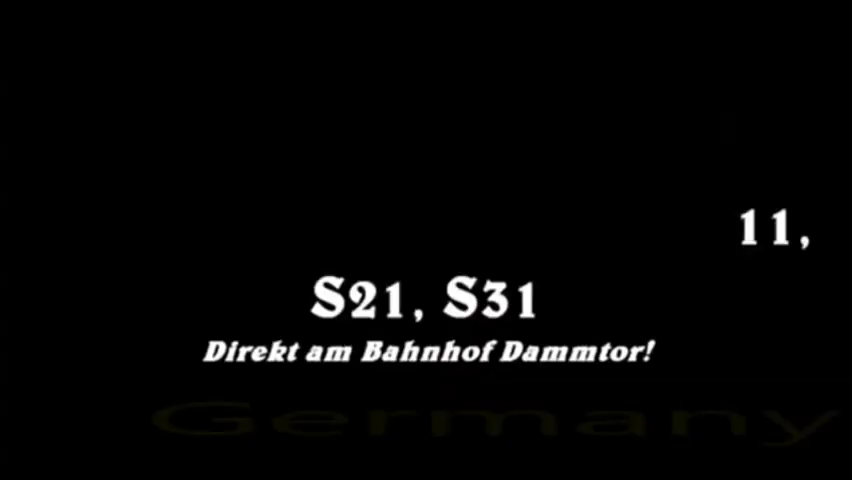 11,
S21, S31
Direkt am Bahnhof Dammtor!
Germany